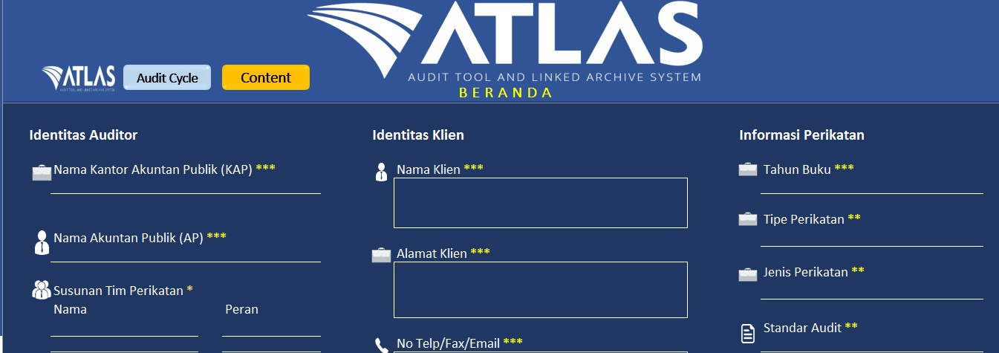 ATLAS
AUDIT TOOL AND LINKED ARCHIVE SYSTEM
BERANDA
ATLAS
AUDIT TOOL AND LINKED ARCHIVE SYSTEM
Audit Cycle
Content
Identitas Auditor
Nama Kantor Akuntan Publik (KAP) ***
Nama Akuntan Publik (AP) ***
Susunan Tim Perikatan *
Nama Peran
Identitas Klien
Nama Klien ***
Alamat Klien ***
No Telp/Fax/Email ***
Informasi Perikatan
Tahun Buku ***
Tipe Perikatan **
Jenis Perikatan **
Standar Audit **